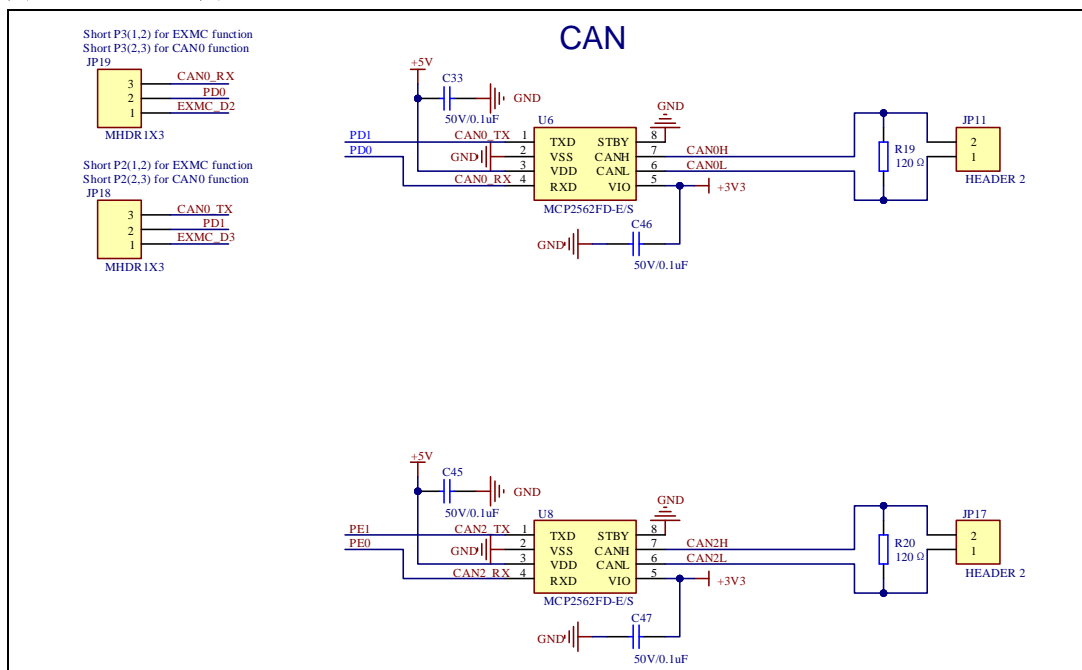 CAN
Short P3(1,2) for EXMC function
Short P3(2,3) for CAN0 function
JP19
3 CAN0_RX
2 PD0
1 EXMC_D2
MHDR1X3
Short P2(1,2) for EXMC function
Short P2(2,3) for CAN0 function
JP18
3 CAN0_TX
2 PD1
1 EXMC_D3
MHDR1X3
+5V
C33
GND
50V/0.1uF
U6
GND
PD1 CAN0_TX 1 TXD STBY 8
PD0 GND 2 VSS CANH 7 CAN0H
3 VDD CANL 6 CAN0L
CAN0_RX 4 RXD VIO 5 +3V3
MCP2562FD-E/S
C46
GND
50V/0.1uF
R19
120 Ω
JP11
2
1
HEADER 2
+5V
C45
GND
50V/0.1uF
U8
GND
PE1 CAN2_TX 1 TXD STBY 8
PE0 GND 2 VSS CANH 7 CAN2H
3 VDD CANL 6 CAN2L
CAN2_RX 4 RXD VIO 5 +3V3
MCP2562FD-E/S
C47
GND
50V/0.1uF
R20
120 Ω
JP17
2
1
HEADER 2